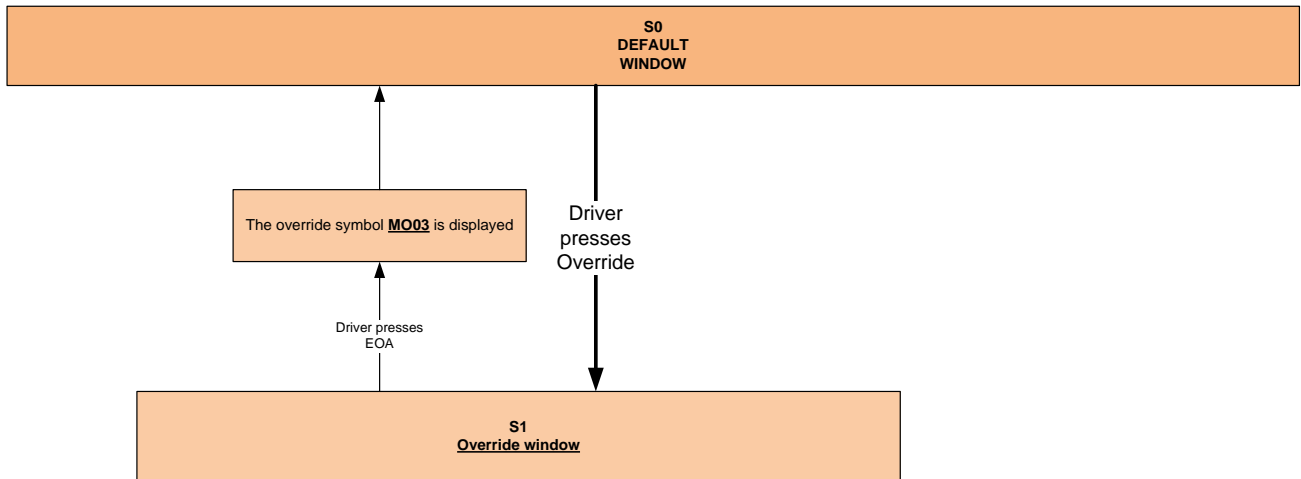 S0
DEFAULT
WINDOW
The override symbol MO03 is displayed
Driver
presses
Override
Driver presses
EOA
S1
Override window